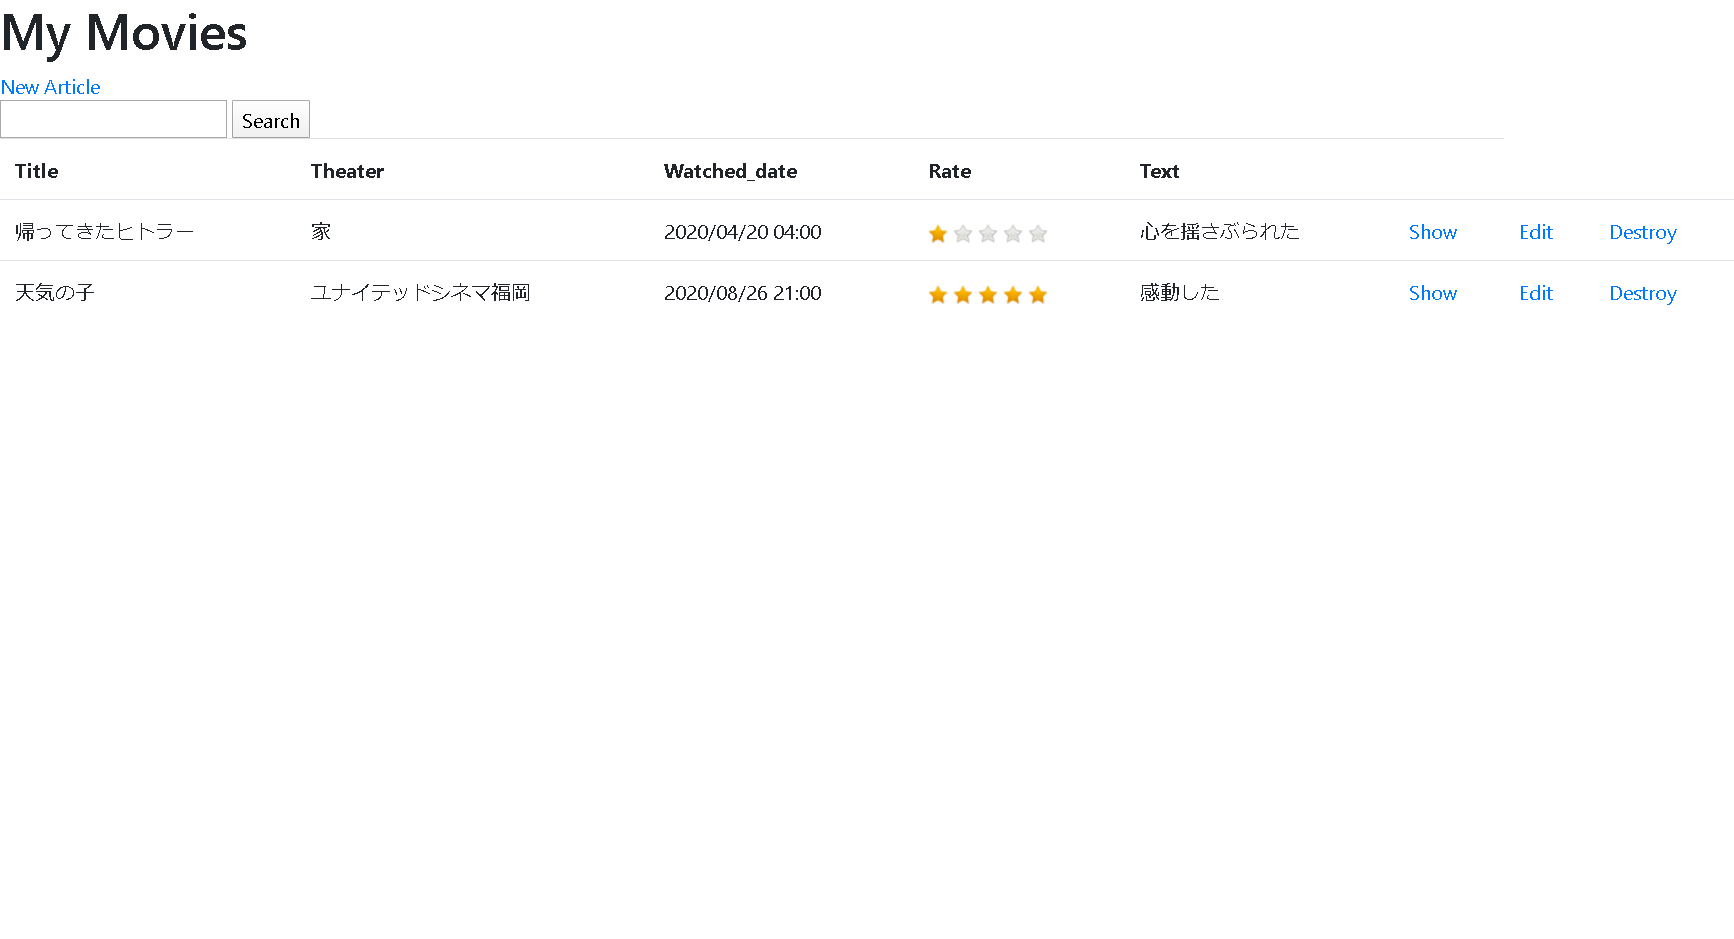 My Movies
New Article
Search
Title Theater Watched_date Rate Text
帰ってきたヒトラー 家 2020/04/20 04:00 心を揺さぶられた Show Edit Destroy
天気の子 ユナイテッドシネマ福岡 2020/08/26 21:00 感動した Show Edit Destroy